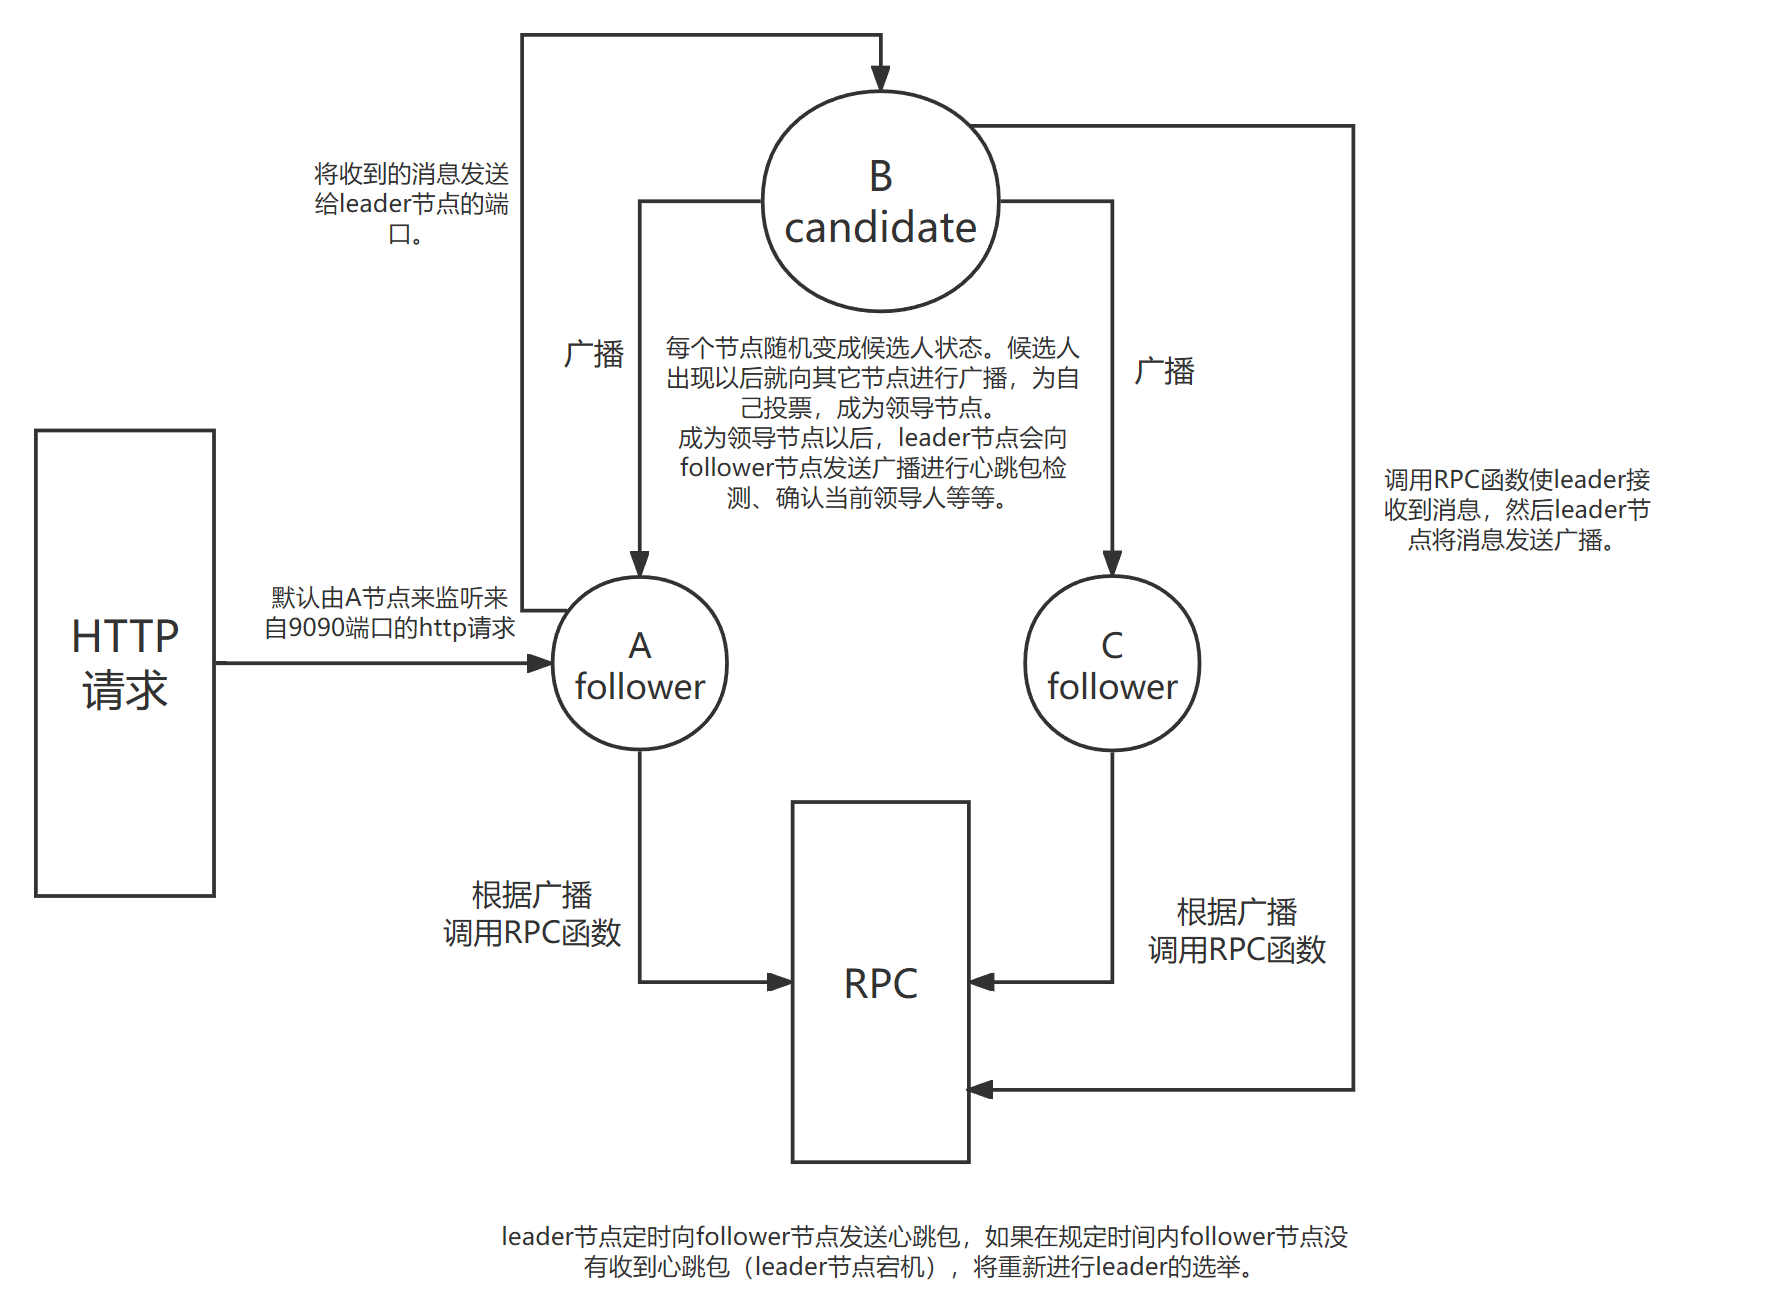 将收到的消息发送
给leader节点的端
口。
B
candidate
广播
每个节点随机变成候选人状态。候选人
出现以后就向其它节点进行广播，为自
己投票，成为领导节点。
成为领导节点以后，leader节点会向
follower节点发送广播进行心跳包检
测、确认当前领导人等等。
广播
调用RPC函数使leader接
收到消息，然后leader节
点将消息发送广播。
HTTP
请求
默认由A节点来监听来
自9090端口的http请求
A
follower
C
follower
根据广播
调用RPC函数
RPC
根据广播
调用RPC函数
leader节点定时向follower节点发送心跳包，如果在规定时间内follower节点没
有收到心跳包（leader节点宕机），将重新进行leader的选举。